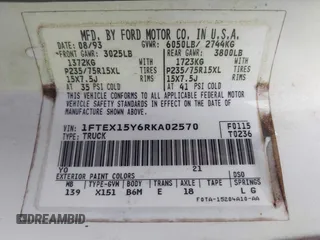 MFD. BY FORD MOTOR CO. IN U.S.A.
DATE: 08/93 GVWR: 6050LB/ 2744KG
FRONT GAWR: 3025LB REAR GAWR: 3800LB
1372KG WITH 1723KG WITH
P235/75R15XL TIRES P235/75R15XL TIRES
15X7.5J RIMS 15X7.5J RIMS
AT 35 PSI COLD AT 41 PSI COLD
THIS VEHICLE CONFORMS TO ALL APPLICABLE FEDERAL MOTOR
VEHICLE SAFETY STANDARDS IN EFFECT ON THE DATE OF
MANUFACTURE SHOWN ABOVE.
VIN: 1FTEX15Y6RKA02570 F0115
TYPE: TRUCK T0236
YO 21
EXTERIOR PAINT COLORS DSO
WB TYPE-GVW BODY TRANS AXLE TAPE SPRING
139 X151 B6M E 18 L G
F0TA-15284A10-AA
DREAMBID